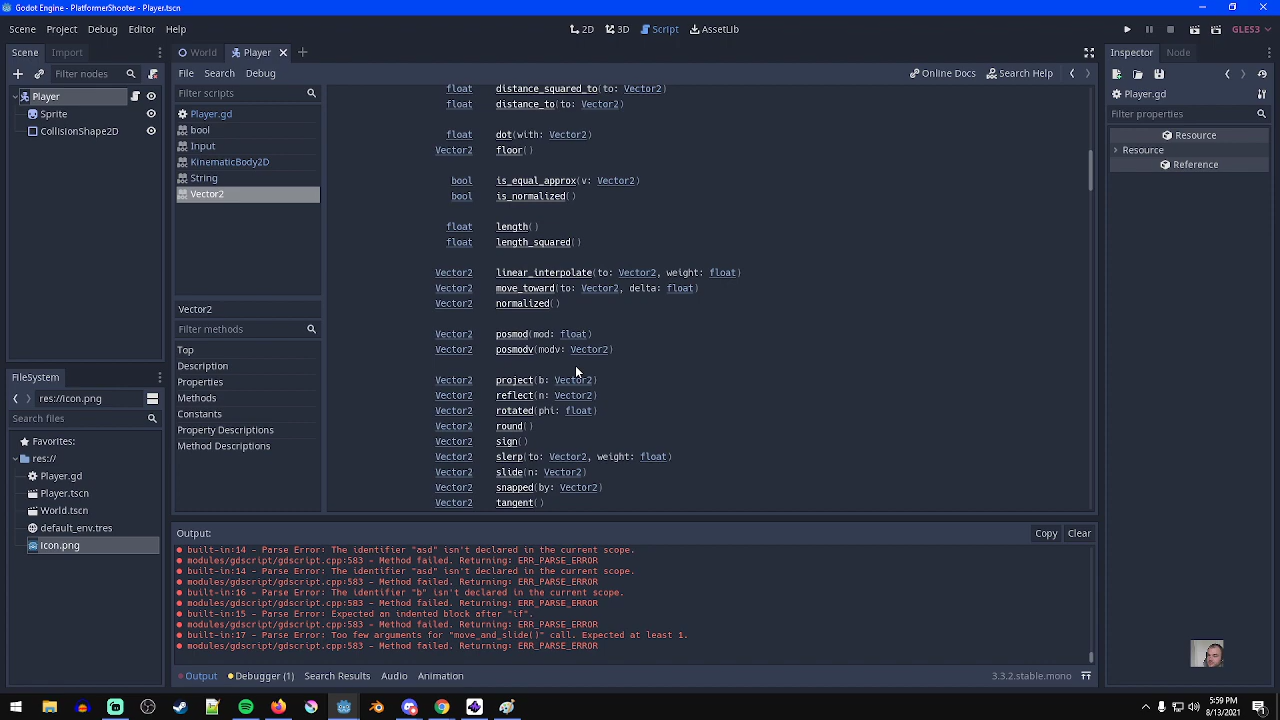 Godot Engine - PlatformerShooter - Player.tscn
Scene Project Debug Editor Help
2D 3D Script AssetLib
GLES3
Scene Import
World Player
Inspector Node
Filter nodes
File Search Debug
Online Docs Search Help
Player
Sprite
CollisionShape2D
Filter scripts
Player.gd
bool
Input
KinematicBody2D
String
Vector2
Vector2
Filter methods
Top
Description
Properties
Methods
Constants
Property Descriptions
Method Descriptions
float distance_squared_to(to: Vector2)
float distance_to(to: Vector2)
float dot(with: Vector2)
Vector2 floor()
bool is_equal_approx(v: Vector2)
bool is_normalized()
float length()
float length_squared()
Vector2 linear_interpolate(to: Vector2, weight: float)
Vector2 move_toward(to: Vector2, delta: float)
Vector2 normalized()
Vector2 posmod(mod: float)
Vector2 posmodv(modv: Vector2)
Vector2 project(b: Vector2)
Vector2 reflect(n: Vector2)
Vector2 rotated(phi: float)
Vector2 round()
Vector2 sign()
Vector2 slerp(to: Vector2, weight: float)
Vector2 slide(n: Vector2)
Vector2 snapped(by: Vector2)
Vector2 tangent()
Player.gd
Filter properties
Resource
Resource
Reference
FileSystem
res://icon.png
Search files
Favorites:
res://
Player.gd
Player.tscn
World.tscn
default_env.tres
icon.png
Output:
Copy Clear
built-in:14 - Parse Error: The identifier "asd" isn't declared in the current scope.
modules/gdscript/gdscript.cpp:583 - Method failed. Returning: ERR_PARSE_ERROR
built-in:14 - Parse Error: The identifier "asd" isn't declared in the current scope.
modules/gdscript/gdscript.cpp:583 - Method failed. Returning: ERR_PARSE_ERROR
built-in:16 - Parse Error: The identifier "b" isn't declared in the current scope.
modules/gdscript/gdscript.cpp:583 - Method failed. Returning: ERR_PARSE_ERROR
built-in:15 - Parse Error: Expected an indented block after "if".
modules/gdscript/gdscript.cpp:583 - Method failed. Returning: ERR_PARSE_ERROR
built-in:17 - Parse Error: Too few arguments for "move_and_slide()" call. Expected at least 1.
modules/gdscript/gdscript.cpp:583 - Method failed. Returning: ERR_PARSE_ERROR
Output Debugger (1) Search Results Audio Animation
3.3.2.stable.mono
5:59 PM
8/13/2021